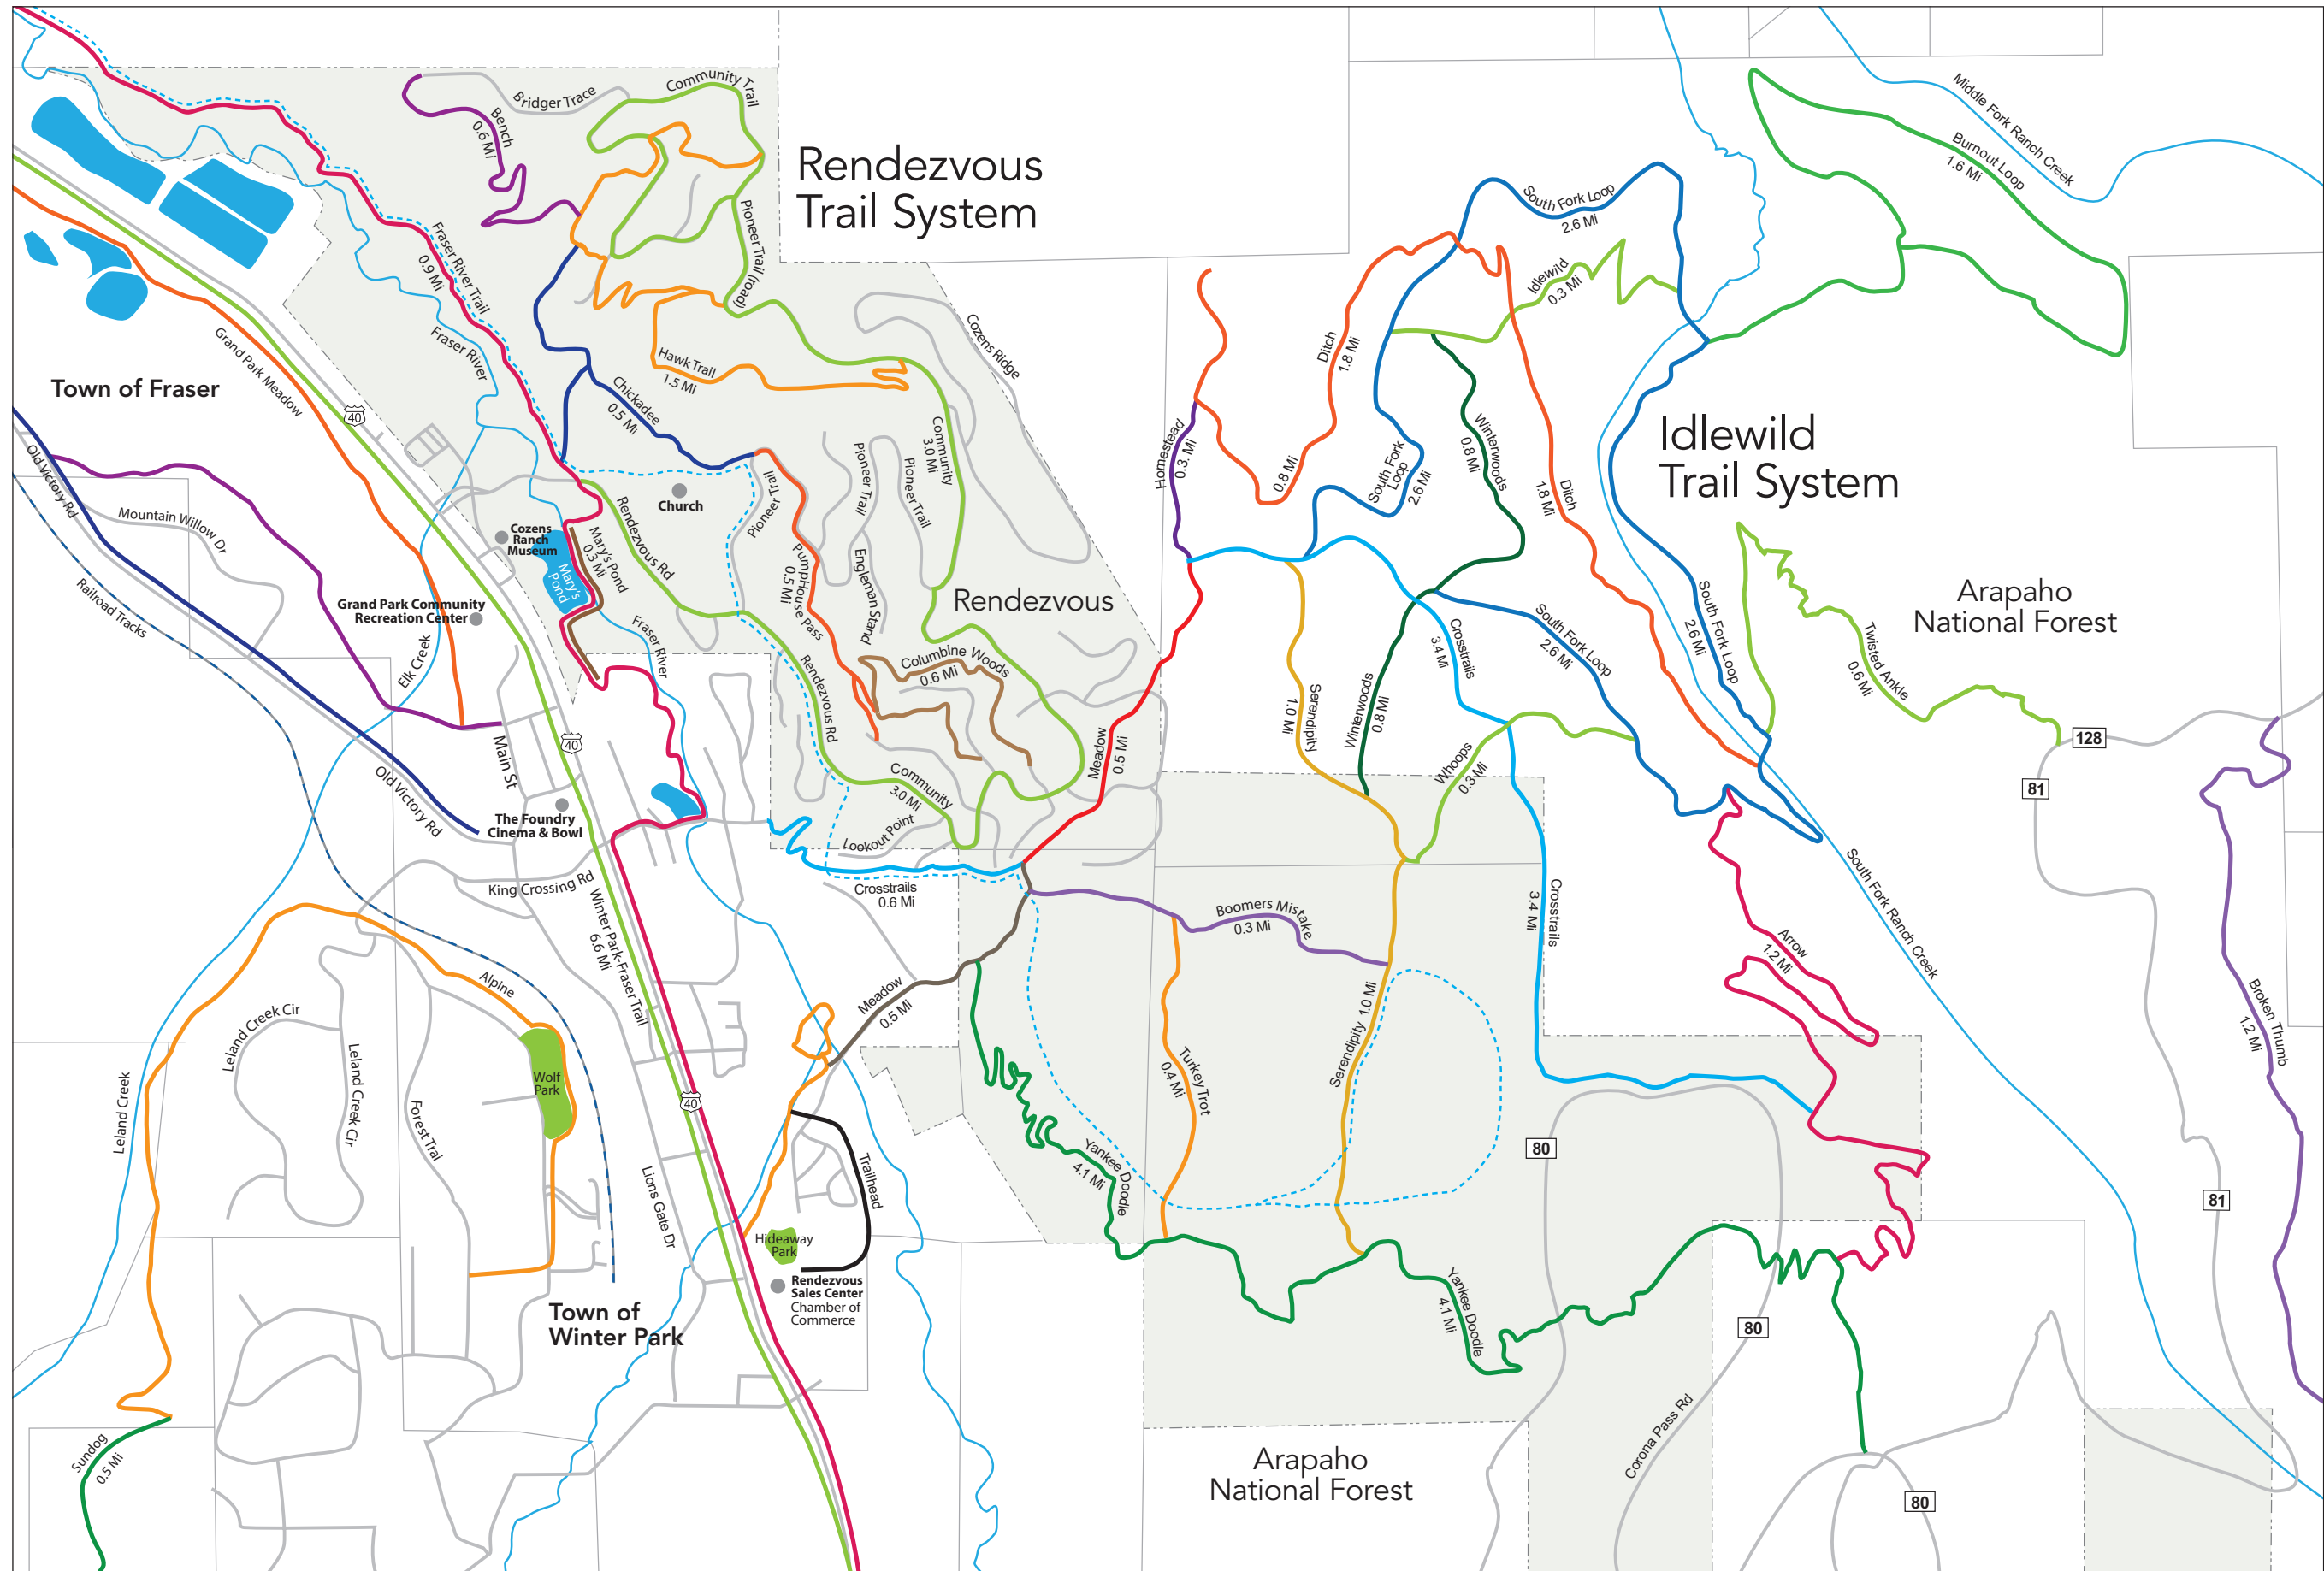 Community Trail
Bridger Trace
Bench
0.6 Mi
Middle Fork Ranch Creek
Burnout Loop
1.6 Mi
Rendezvous
Trail System
South Fork Loop
2.6 Mi
Pioneer Trail (road)
Fraser River Trail
0.9 Mi
Idlewild
0.3 Mi
Fraser River
Grand Park Meadow
Cozens Ridge
Ditch
1.8 Mi
Town of Fraser
Hawk Trail
1.5 Mi
40
Chickadee
0.5 Mi
Community
3.0 Mi
Homestead
0.3. Mi
0.8 Mi
South Fork
Loop
2.6 Mi
Winterwoods
0.8 Mi
Idlewild
Trail System
Ditch
1.8 Mi
Old Victory Rd
Mountain Willow Dr
Church
Pioneer Trail
Pioneer Trail
Pioneer Trail
Rendezvous Rd
Cozens
Ranch
Museum
Mary's
Pond
Mary's Pond
0.3 Mi
PumpHouse Pass
0.5 Mi
Engleman Stand
Railroad Tracks
Grand Park Community
Recreation Center
Rendezvous
Arapaho
National Forest
South Fork Loop
2.6 Mi
South Fork Loop
2.6 Mi
Crosstrails
3.4 Mi
Twisted Ankle
0.6 Mi
Elk Creek
Fraser River
Columbine Woods
0.6 Mi
Rendezvous Rd
Serendipity
1.0 Mi
Winterwoods
0.8 Mi
Meadow
0.5 Mi
Whoops
0.3 Mi
128
81
Main St
40
Old Victory Rd
The Foundry
Cinema & Bowl
Community
3.0 Mi
Lookout Point
King Crossing Rd
Crosstrails
0.6 Mi
Boomers Mistake
0.3 Mi
Crosstrails
3.4 Mi
South Fork Ranch Creek
Winter Park-Fraser Trail
6.6 Mi
Arrow
1.2 Mi
Alpine
Meadow
0.5 Mi
Serendipity 1.0 Mi
Broken Thumb
1.2 Mi
Leland Creek Cir
Leland Creek Cir
Leland Creek
Wolf
Park
Forest Trai
40
Turkey Trot
0.4 Mi
Yankee Doodle
4.1 Mi
80
81
Trailhead
Lions Gate Dr
Hideaway
Park
Rendezvous
Sales Center
Chamber of
Commerce
Town of
Winter Park
Yankee Doodle
4.1 Mi
80
Corona Pass Rd
Sundog
0.5 Mi
Arapaho
National Forest
80